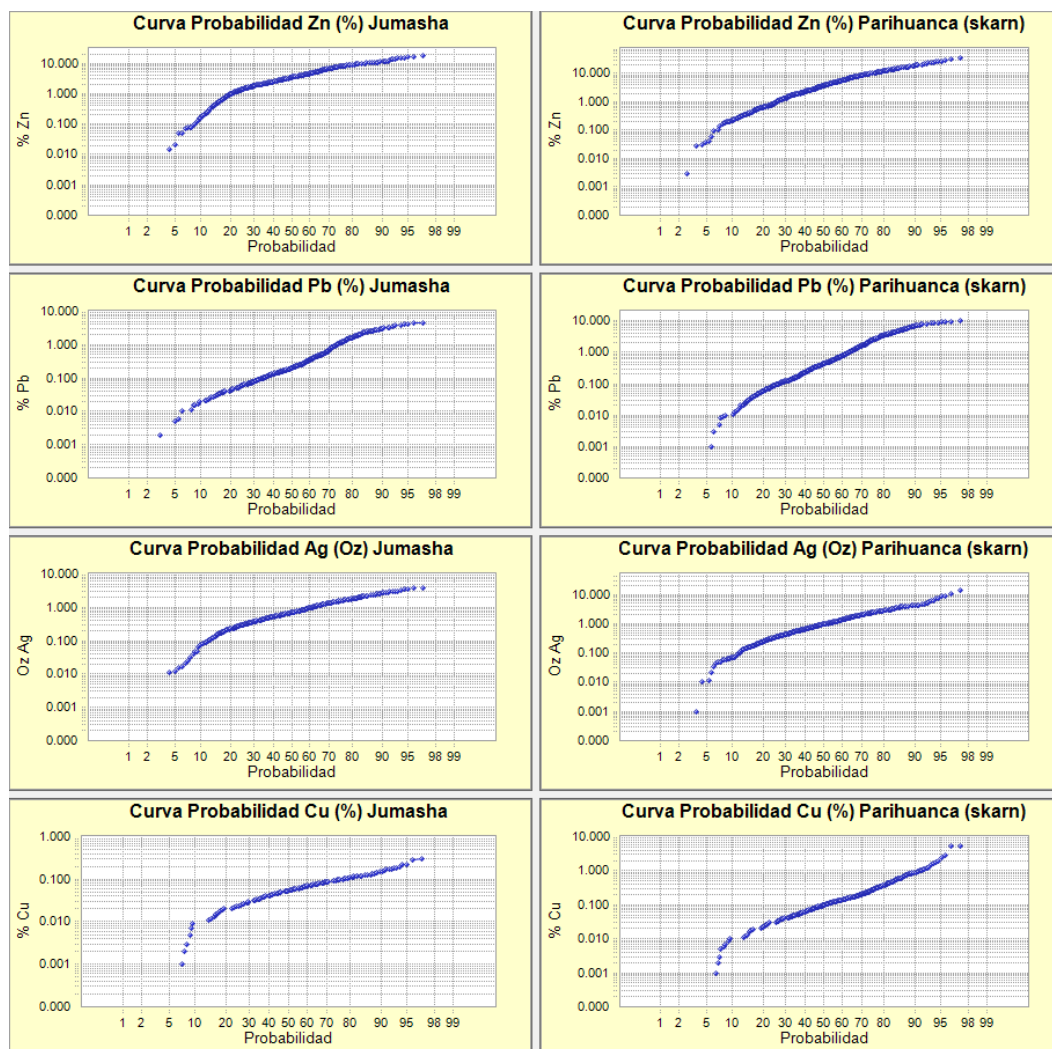 Curva Probabilidad Zn (%) Jumasha
% Zn
10.000
1.000
0.100
0.010
0.001
0.000
1 2 5 10 20 30 40 50 60 70 80 90 95 98 99
Probabilidad
Curva Probabilidad Zn (%) Parihuanca (skarn)
% Zn
10.000
1.000
0.100
0.010
0.001
0.000
1 2 5 10 20 30 40 50 60 70 80 90 95 98 99
Probabilidad
Curva Probabilidad Pb (%) Jumasha
% Pb
10.000
1.000
0.100
0.010
0.001
0.000
1 2 5 10 20 30 40 50 60 70 80 90 95 98 99
Probabilidad
Curva Probabilidad Pb (%) Parihuanca (skarn)
% Pb
10.000
1.000
0.100
0.010
0.001
0.000
1 2 5 10 20 30 40 50 60 70 80 90 95 98 99
Probabilidad
Curva Probabilidad Ag (Oz) Jumasha
Oz Ag
10.000
1.000
0.100
0.010
0.001
0.000
1 2 5 10 20 30 40 50 60 70 80 90 95 98 99
Probabilidad
Curva Probabilidad Ag (Oz) Parihuanca (skarn)
Oz Ag
10.000
1.000
0.100
0.010
0.001
0.000
1 2 5 10 20 30 40 50 60 70 80 90 95 98 99
Probabilidad
Curva Probabilidad Cu (%) Jumasha
% Cu
1.000
0.100
0.010
0.001
0.000
1 2 5 10 20 30 40 50 60 70 80 90 95 98 99
Probabilidad
Curva Probabilidad Cu (%) Parihuanca (skarn)
% Cu
10.000
1.000
0.100
0.010
0.001
0.000
1 2 5 10 20 30 40 50 60 70 80 90 95 98 99
Probabilidad